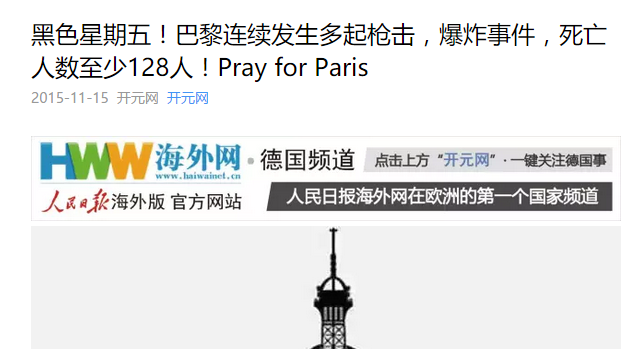 黑色星期五！巴黎连续发生多起枪击，爆炸事件，死亡
人数至少128人！Pray for Paris
2015-11-15 开元网 开元网
HWW 海外网 · 德国频道 点击上方“开元网”·一键关注德国事
www.haiwainet.cn
人民日报海外版 官方网站 人民日报海外网在欧洲的第一个国家频道